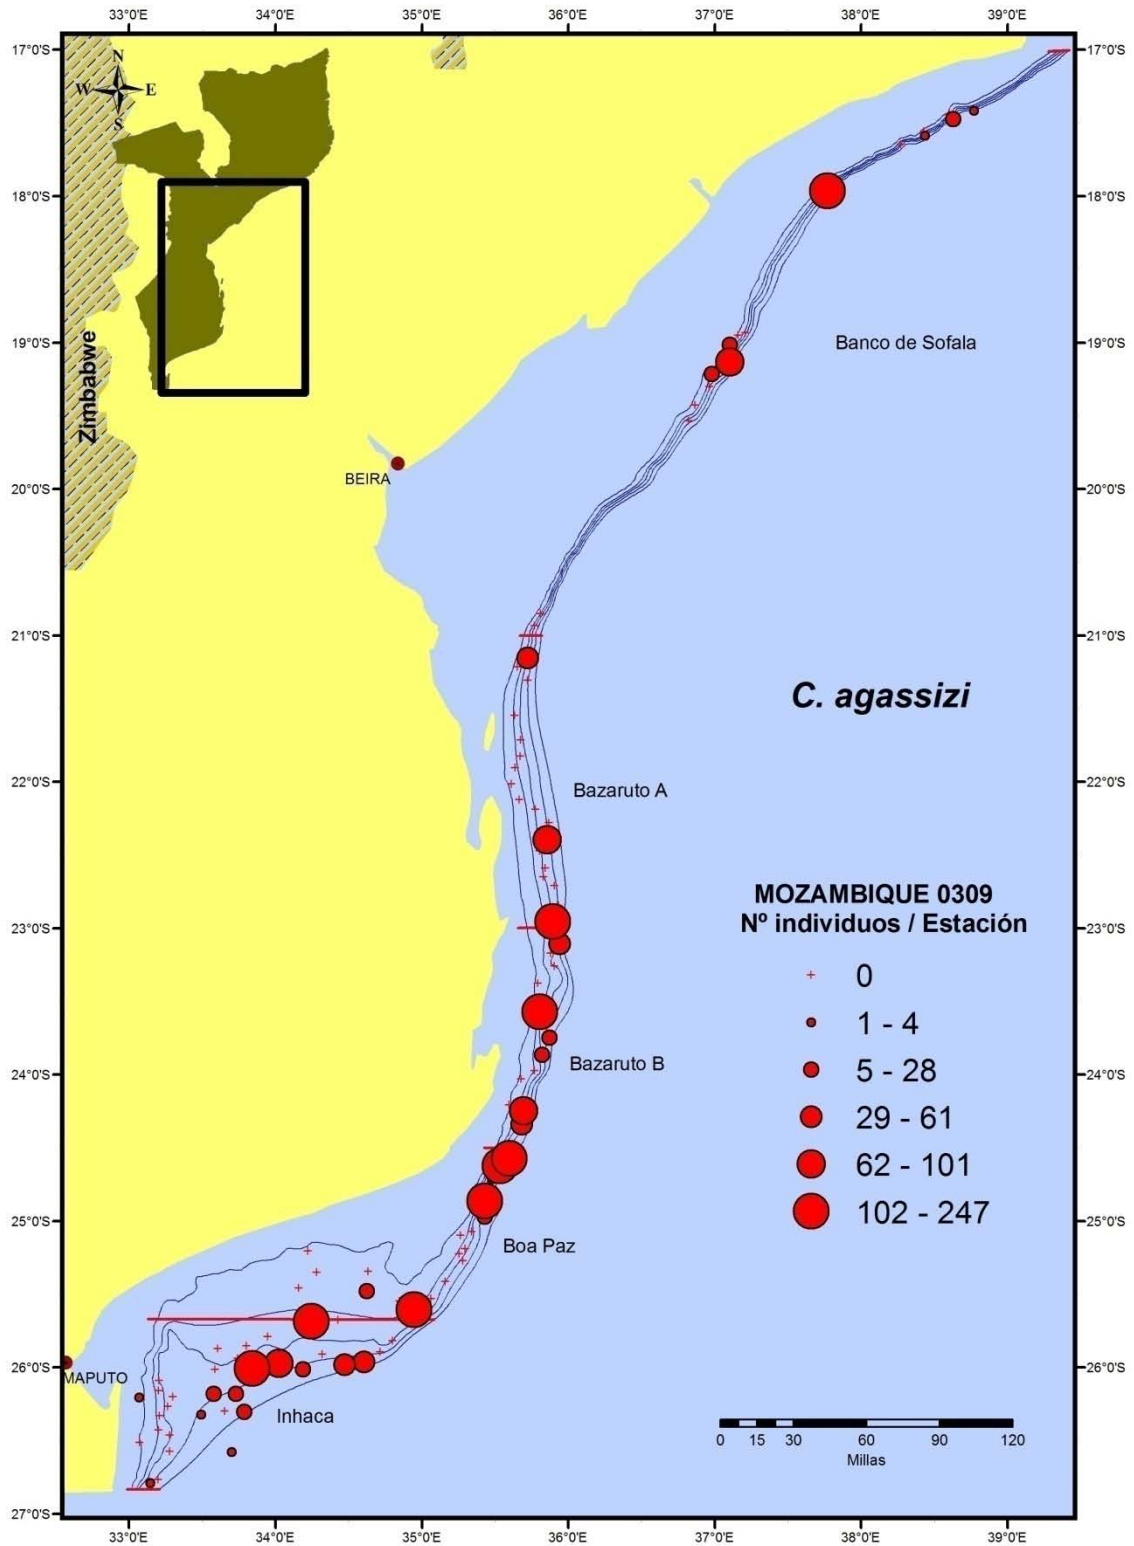 33°0'E 34°0'E 35°0'E 36°0'E 37°0'E 38°0'E 39°0'E
17°0'S 17°0'S
N
W E
S
18°0'S 18°0'S
19°0'S 19°0'S
Banco de Sofala
Zimbabwe
BEIRA
20°0'S 20°0'S
21°0'S 21°0'S
C. agassizi
22°0'S 22°0'S
Bazaruto A
MOZAMBIQUE 0309
Nº individuos / Estación
23°0'S 23°0'S
0
1 - 4
5 - 28
29 - 61
62 - 101
102 - 247
Bazaruto B
24°0'S 24°0'S
25°0'S 25°0'S
Boa Paz
26°0'S 26°0'S
MAPUTO
Inhaca
0 15 30 60 90 120
Millas
27°0'S 27°0'S
33°0'E 34°0'E 35°0'E 36°0'E 37°0'E 38°0'E 39°0'E